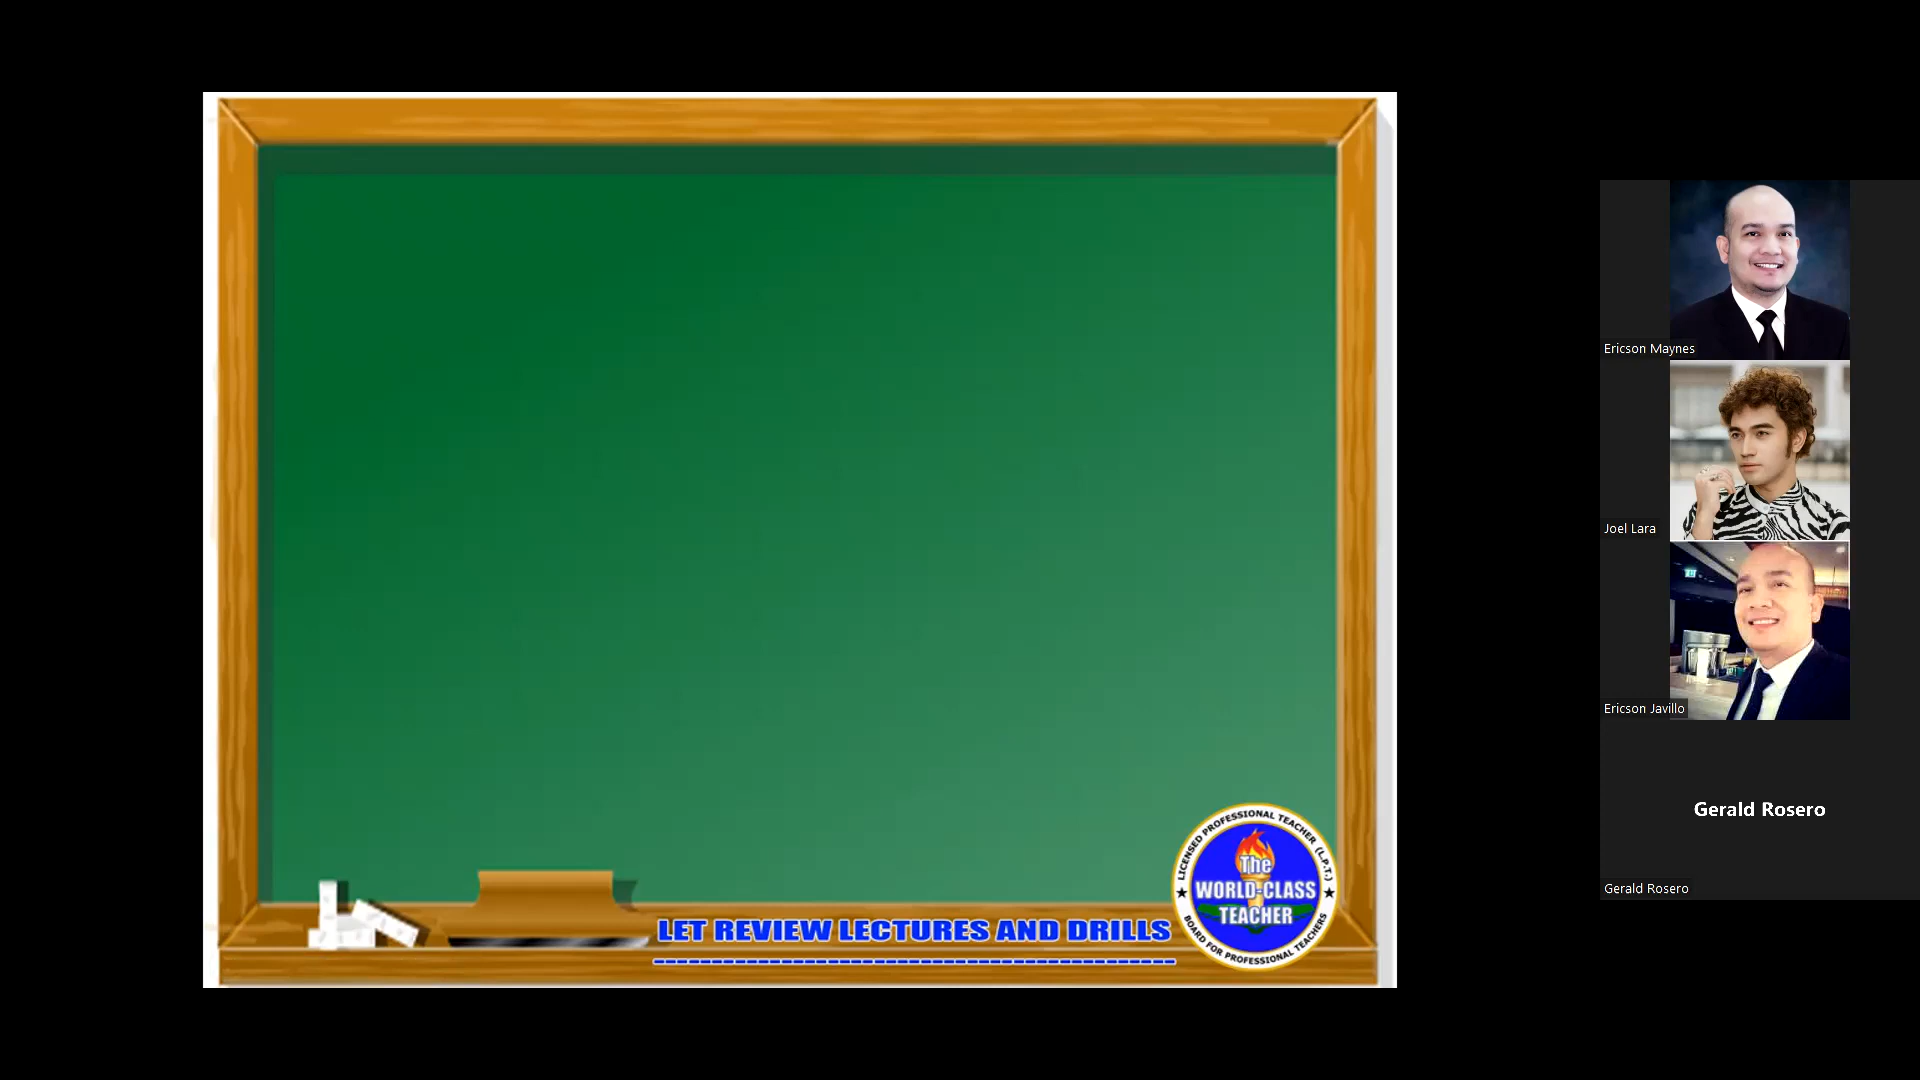 LET REVIEW LECTURES AND DRILLS
LICENSED PROFESSIONAL TEACHER (L.P.T.)
The
WORLD-CLASS
TEACHER
BOARD FOR PROFESSIONAL TEACHERS
Ericson Maynes
Joel Lara
Ericson Javillo
Gerald Rosero
Gerald Rosero